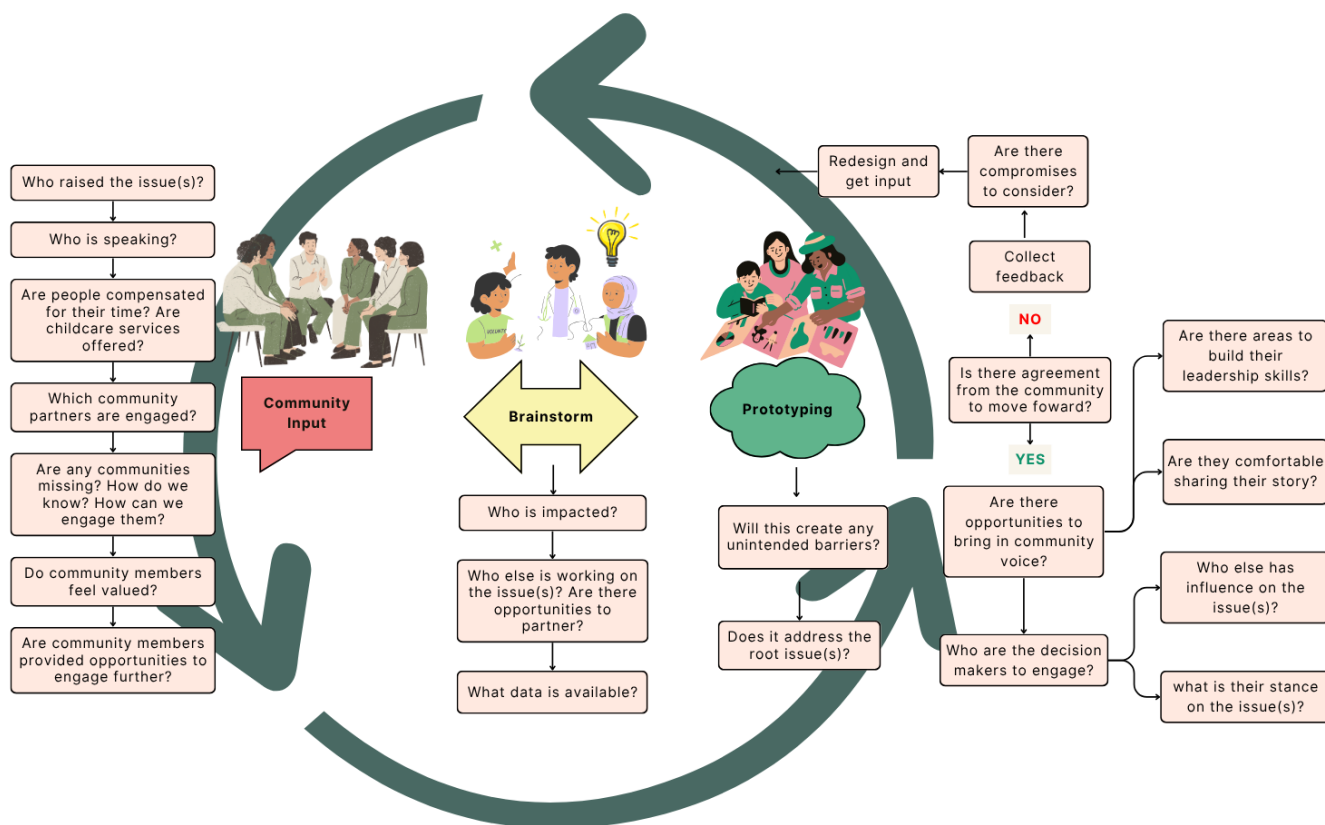 Who raised the issue(s)?
Who is speaking?
Are people compensated
for their time? Are
childcare services
offered?
Which community
partners are engaged?
Are any communities
missing? How do we
know? How can we
engage them?
Do community members
feel valued?
Are community members
provided opportunities to
engage further?
Community
Input
Brainstorm
Who is impacted?
Who else is working on
the issue(s)? Are there
opportunities to
partner?
What data is available?
Prototyping
Will this create any
unintended barriers?
Does it address the
root issue(s)?
Redesign and
get input
Are there
compromises
to consider?
Collect
feedback
NO
Is there agreement
from the community
to move foward?
YES
Are there
opportunities to
bring in community
voice?
Who are the decision
makers to engage?
Are there areas to
build their
leadership skills?
Are they comfortable
sharing their story?
Who else has
influence on the
issue(s)?
what is their stance
on the issue(s)?